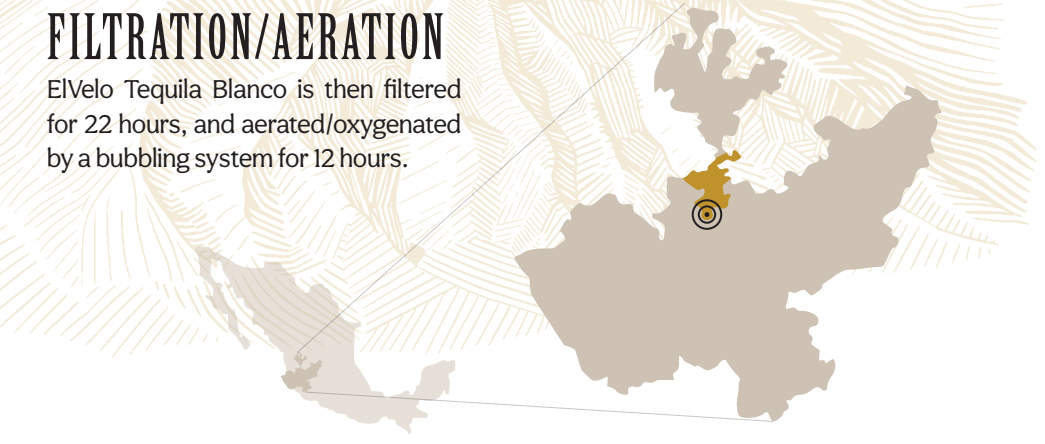 FILTRATION/AERATION
ElVelo Tequila Blanco is then filtered
for 22 hours, and aerated/oxygenated
by a bubbling system for 12 hours.